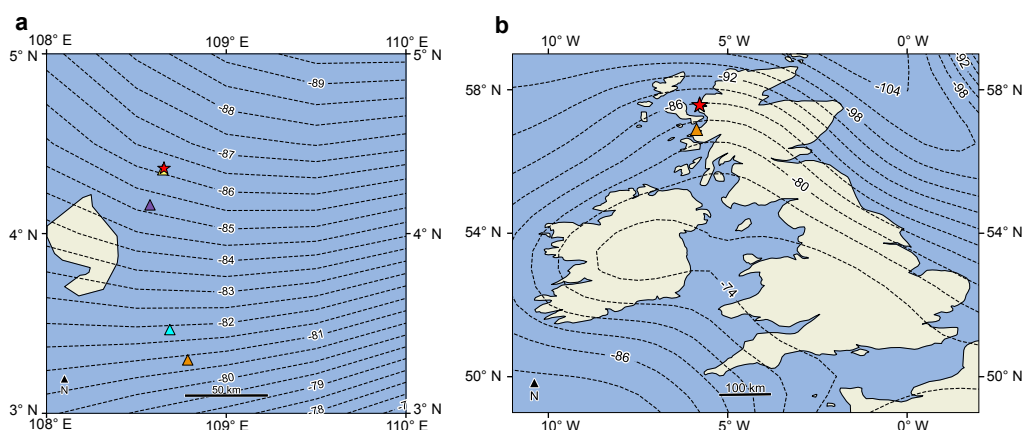 a
108° E 109° E 110° E
5° N 5° N
-89
-88
-87
-86
-85
4° N 4° N
-84
-83
-82
-81
-80
-79
-78
50 km
N
3° N 3° N
108° E 109° E 110° E
b
10° W 5° W 0° W
-92
-92
58° N 58° N
-104
-98
-86
-98
-80
54° N 54° N
-74
-86
50° N 50° N
100 km
N
10° W 5° W 0° W